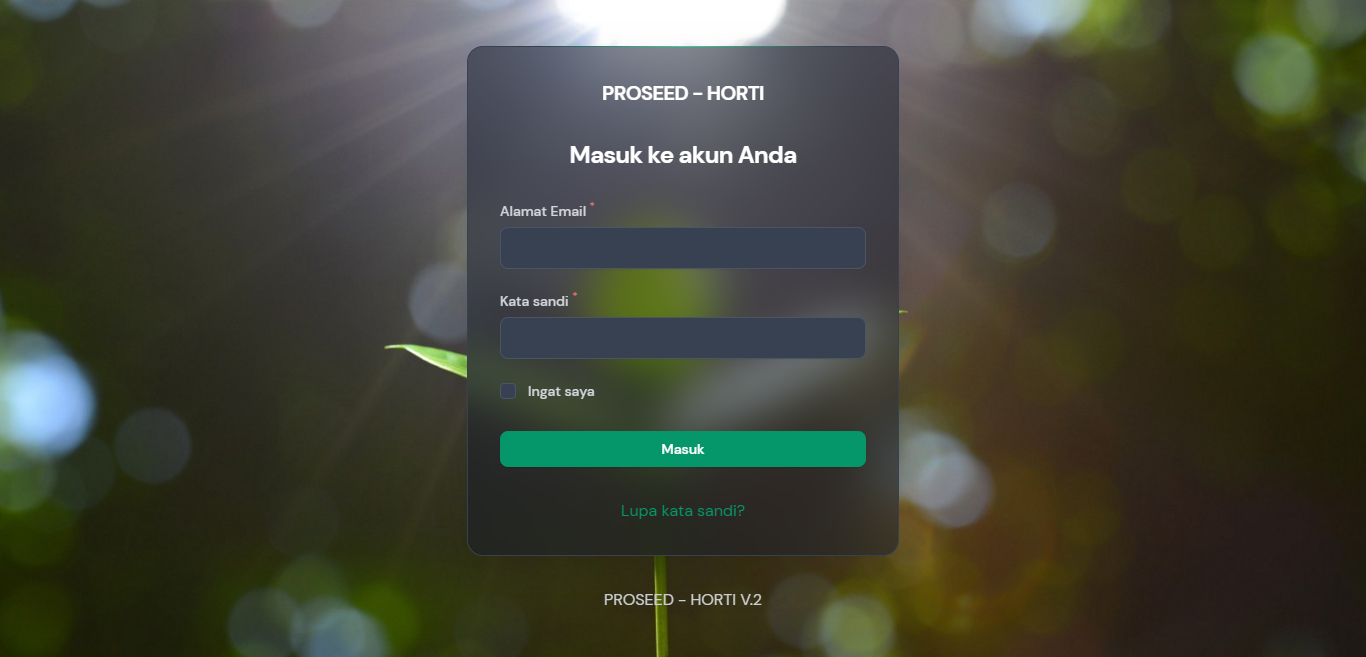 PROSEED - HORTI
Masuk ke akun Anda
Alamat Email *
Kata sandi *
Ingat saya
Masuk
Lupa kata sandi?
PROSEED - HORTI V.2